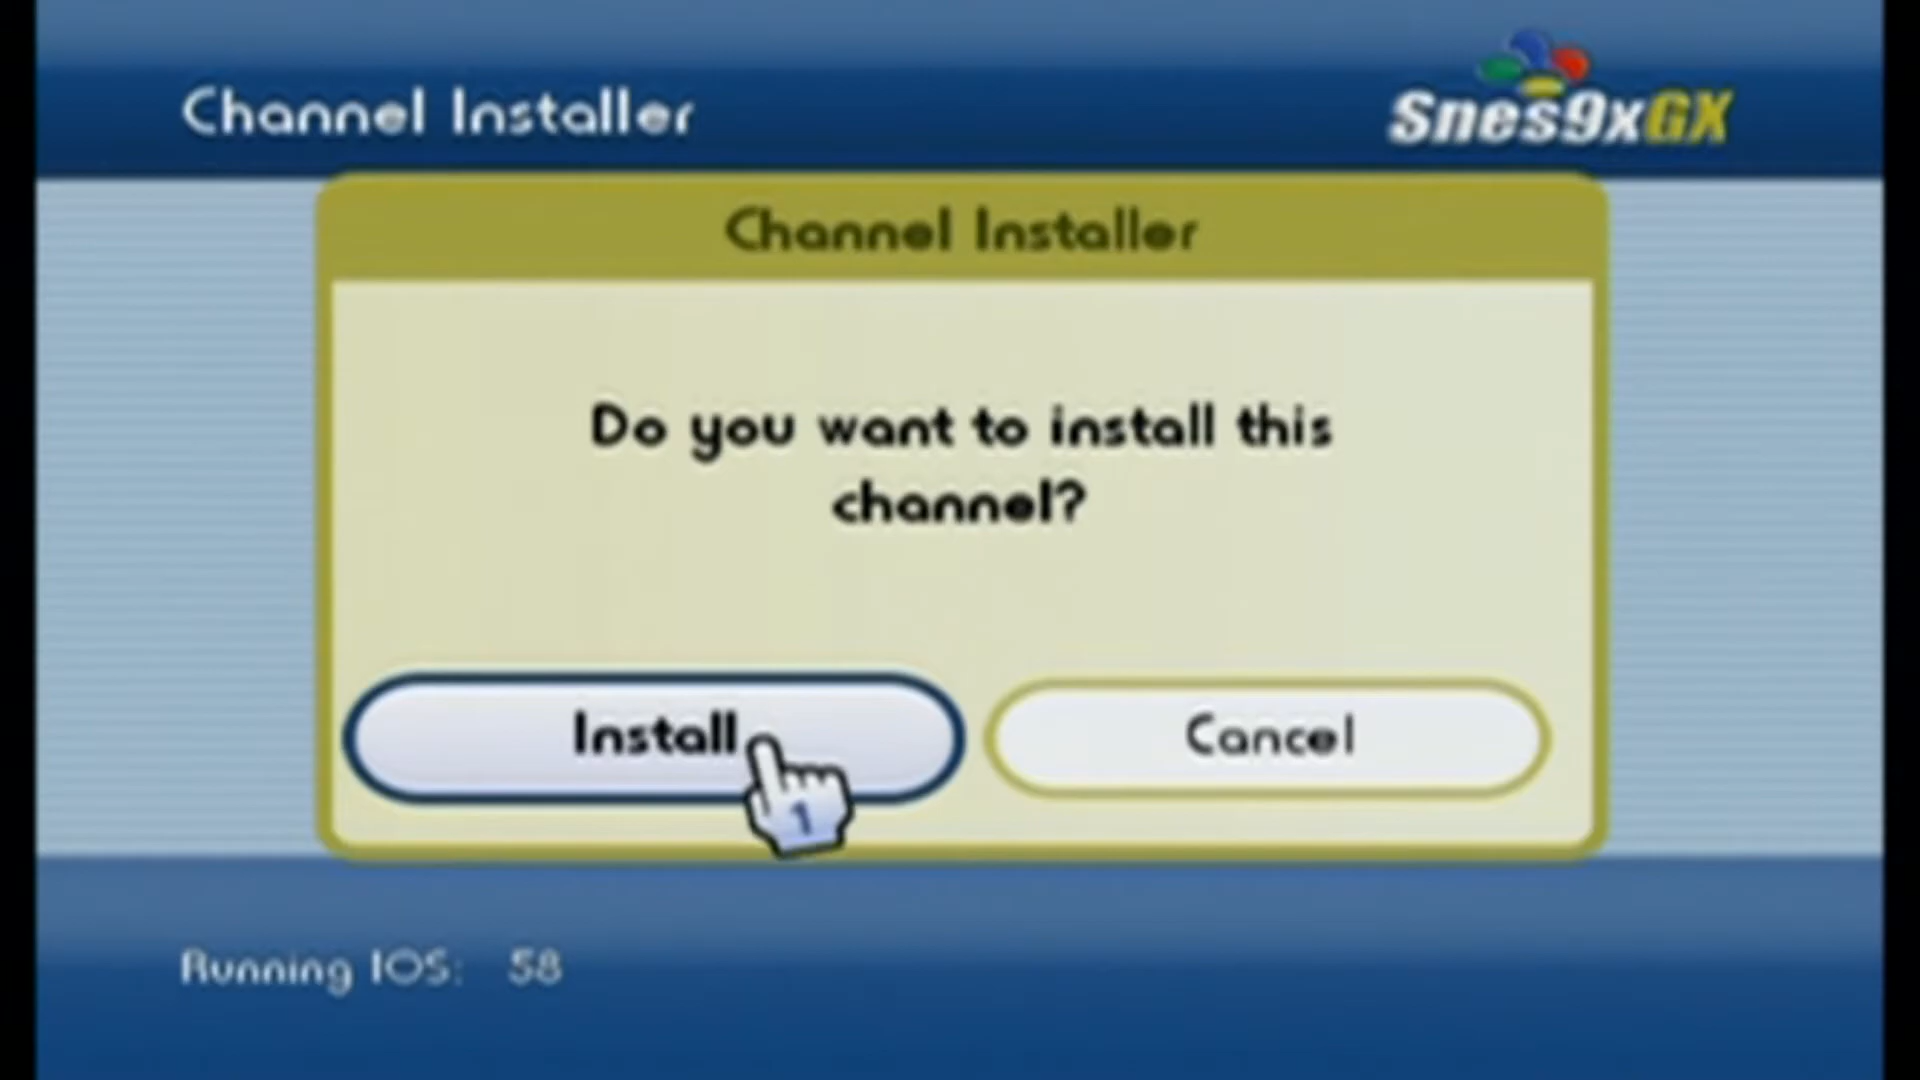 Channel Installer
Snes9xGX
Channel Installer
Do you want to install this
channel?
Install
Cancel
1
Running IOS: 58